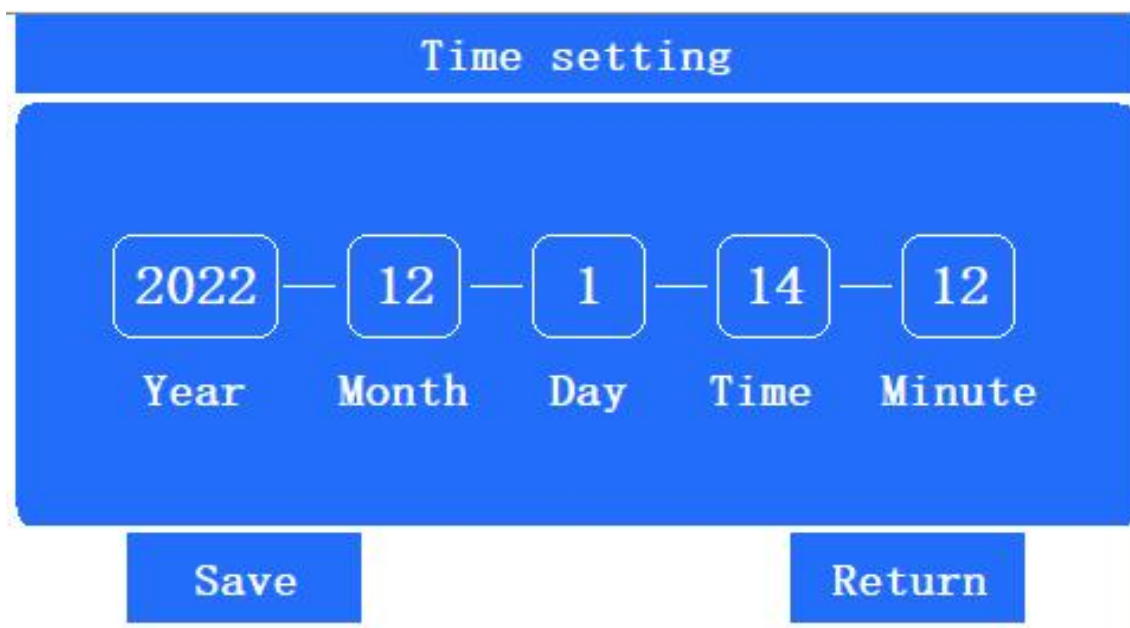 Time setting
2022 — 12 — 1 — 14 — 12
Year Month Day Time Minute
Save Return